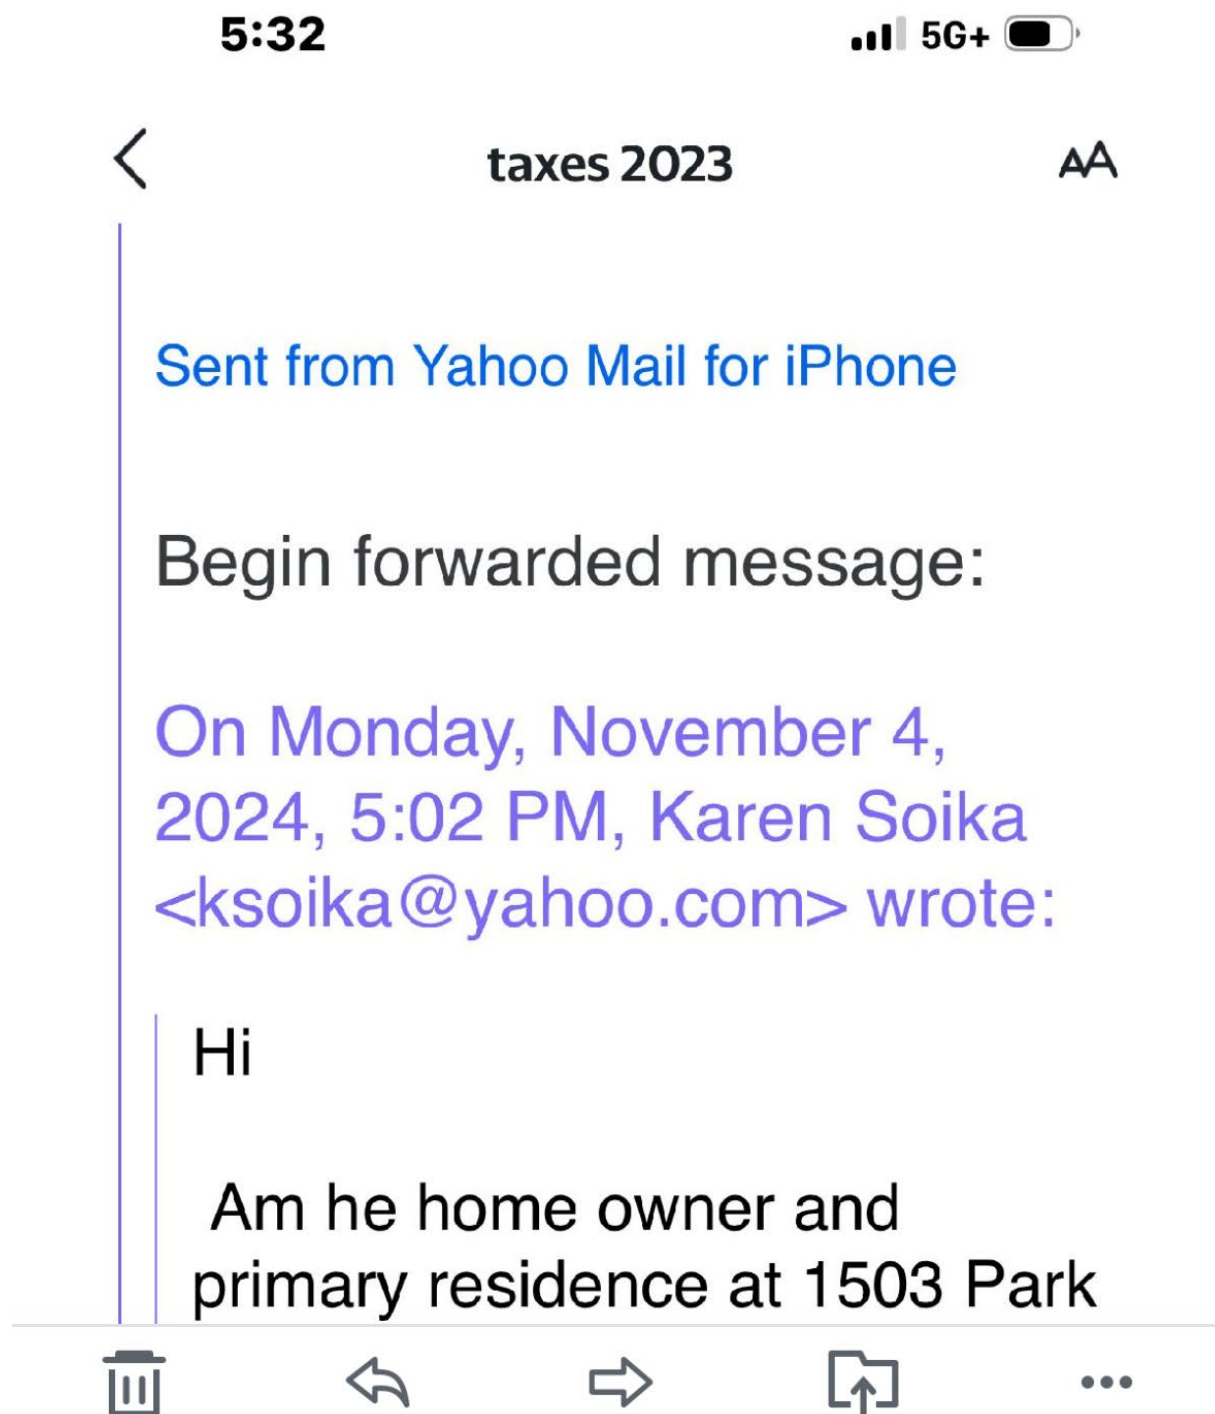 5:32 5G+
taxes 2023 AA
Sent from Yahoo Mail for iPhone
Begin forwarded message:
On Monday, November 4,
2024, 5:02 PM, Karen Soika
<ksoika@yahoo.com> wrote:
Hi
Am he home owner and
primary residence at 1503 Park